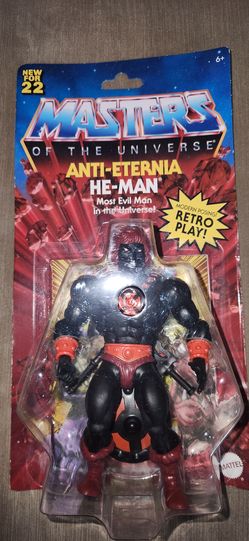 NEW FOR
22
6+
MASTERS
OF THE UNIVERSE
ANTI-ETERNIA
HE-MAN
Most Evil Man
in the Universe!
MODERN POSING
RETRO
PLAY!
MATTEL